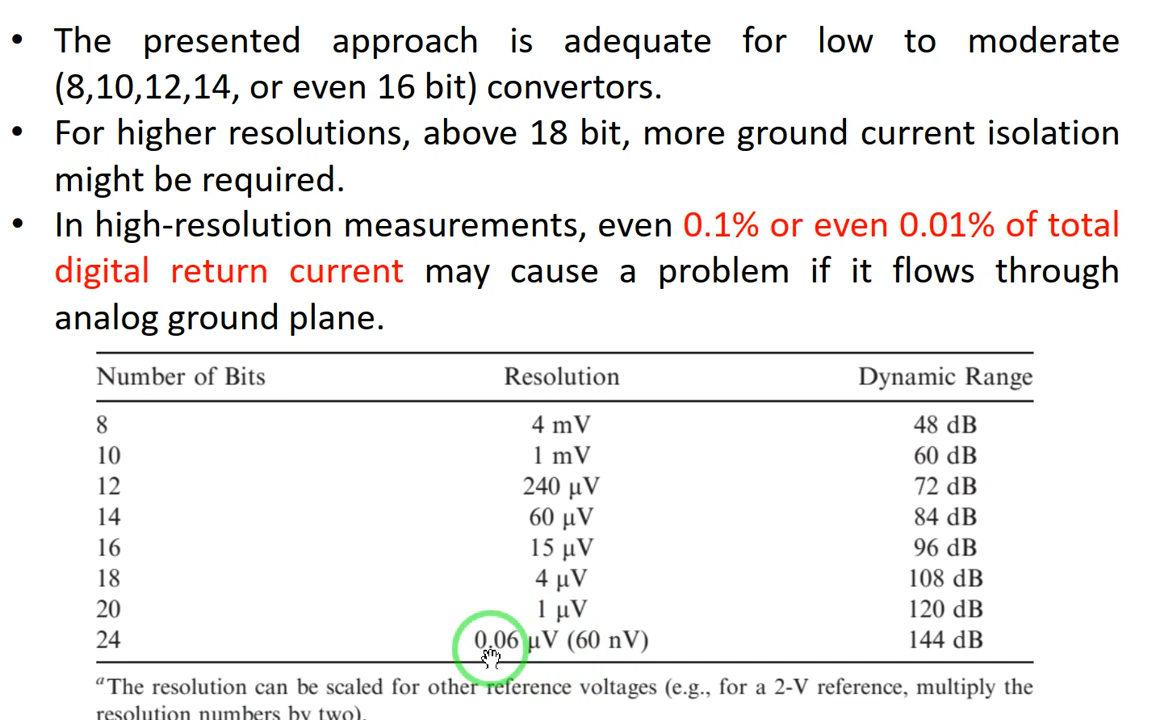 • The presented approach is adequate for low to moderate
(8,10,12,14, or even 16 bit) convertors.
• For higher resolutions, above 18 bit, more ground current isolation
might be required.
• In high-resolution measurements, even 0.1% or even 0.01% of total
digital return current may cause a problem if it flows through
analog ground plane.
Number of Bits Resolution Dynamic Range
8 4 mV 48 dB
10 1 mV 60 dB
12 240 μV 72 dB
14 60 μV 84 dB
16 15 μV 96 dB
18 4 μV 108 dB
20 1 μV 120 dB
24 0.06 μV (60 nV) 144 dB
aThe resolution can be scaled for other reference voltages (e.g., for a 2-V reference, multiply the
resolution numbers by two).